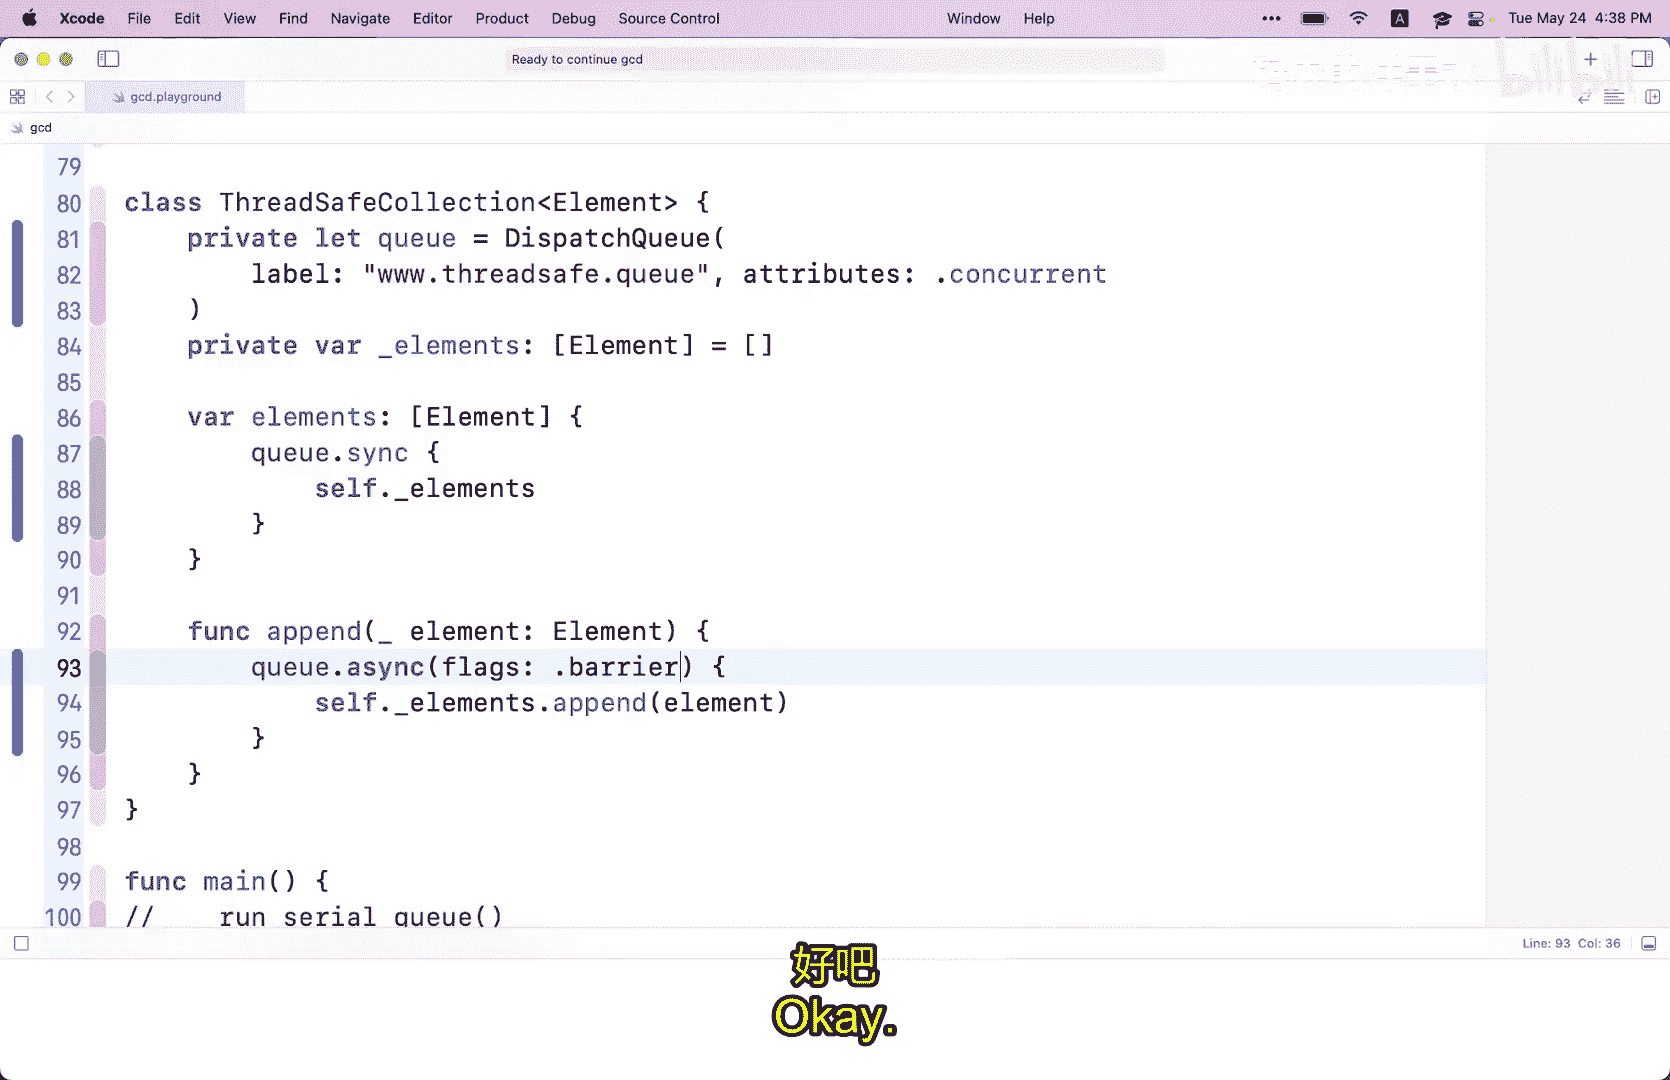 Xcode File Edit View Find Navigate Editor Product Debug Source Control Window Help ••• A Tue May 24 4:38 PM
Ready to continue gcd
bilibili
gcd.playground
gcd
79
80 class ThreadSafeCollection<Element> {
81 private let queue = DispatchQueue(
82 label: "www.threadsafe.queue", attributes: .concurrent
83 )
84 private var _elements: [Element] = []
85
86 var elements: [Element] {
87 queue.sync {
88 self._elements
89 }
90 }
91
92 func append(_ element: Element) {
93 queue.async(flags: .barrier) {
94 self._elements.append(element)
95 }
96 }
97 }
98
99 func main() {
100 // run_serial_queue()
Line: 93 Col: 36
好吧
Okay.